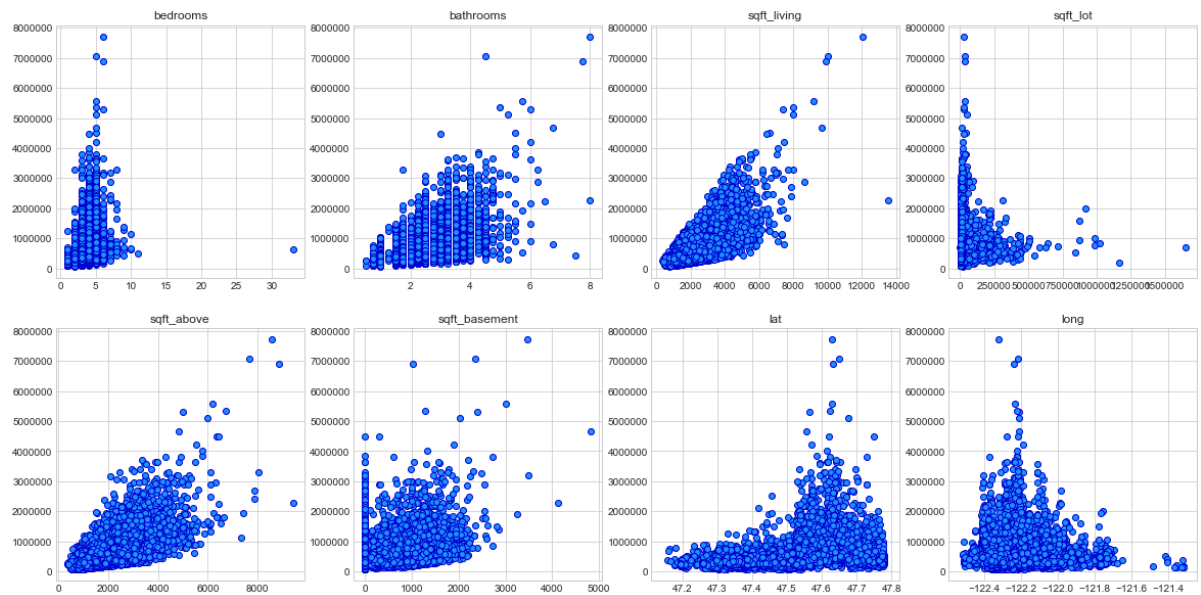 bedrooms bathrooms sqft_living sqft_lot
8000000 8000000 8000000 8000000
7000000 7000000 7000000 7000000
6000000 6000000 6000000 6000000
5000000 5000000 5000000 5000000
4000000 4000000 4000000 4000000
3000000 3000000 3000000 3000000
2000000 2000000 2000000 2000000
1000000 1000000 1000000 1000000
0 0 0 0
0 5 10 15 20 25 30 2 4 6 8 0 2000 4000 6000 8000 10000 12000 14000 0 250000 500000 750000 1000000 1250000 1500000
sqft_above sqft_basement lat long
8000000 8000000 8000000 8000000
7000000 7000000 7000000 7000000
6000000 6000000 6000000 6000000
5000000 5000000 5000000 5000000
4000000 4000000 4000000 4000000
3000000 3000000 3000000 3000000
2000000 2000000 2000000 2000000
1000000 1000000 1000000 1000000
0 0 0 0
0 2000 4000 6000 8000 0 1000 2000 3000 4000 5000 47.2 47.3 47.4 47.5 47.6 47.7 47.8 −122.4 −122.2 −122.0 −121.8 −121.6 −121.4